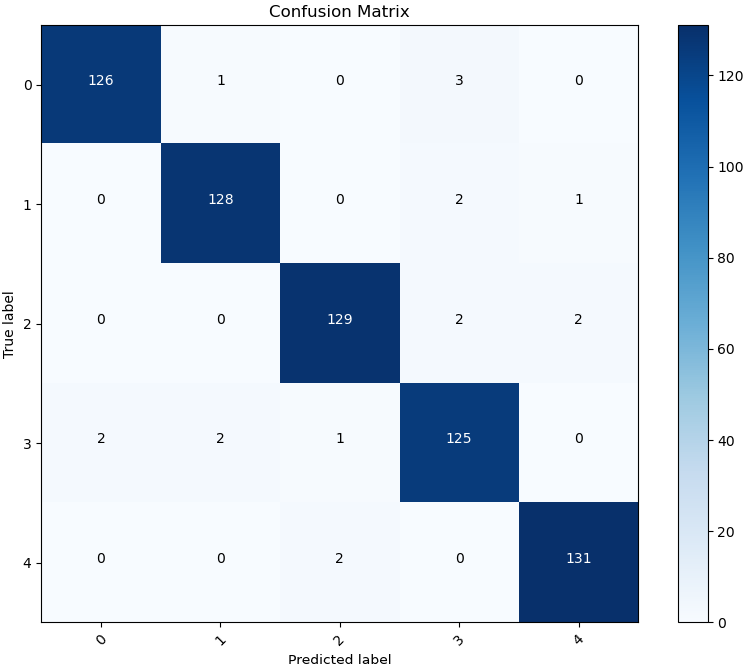 Confusion Matrix
0 126 1 0 3 0
1 0 128 0 2 1
2 0 0 129 2 2
3 2 2 1 125 0
4 0 0 2 0 131
0 1 2 3 4
True label
Predicted label
120
100
80
60
40
20
0